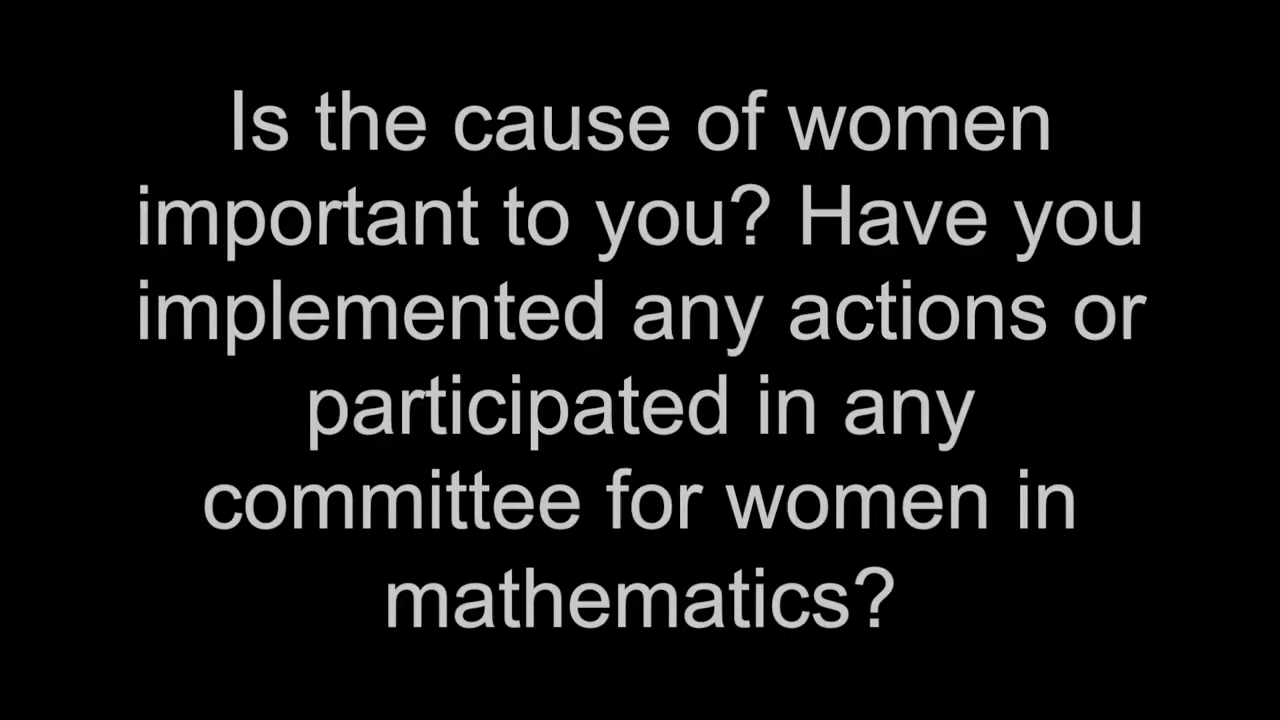 Is the cause of women
important to you? Have you
implemented any actions or
participated in any
committee for women in
mathematics?